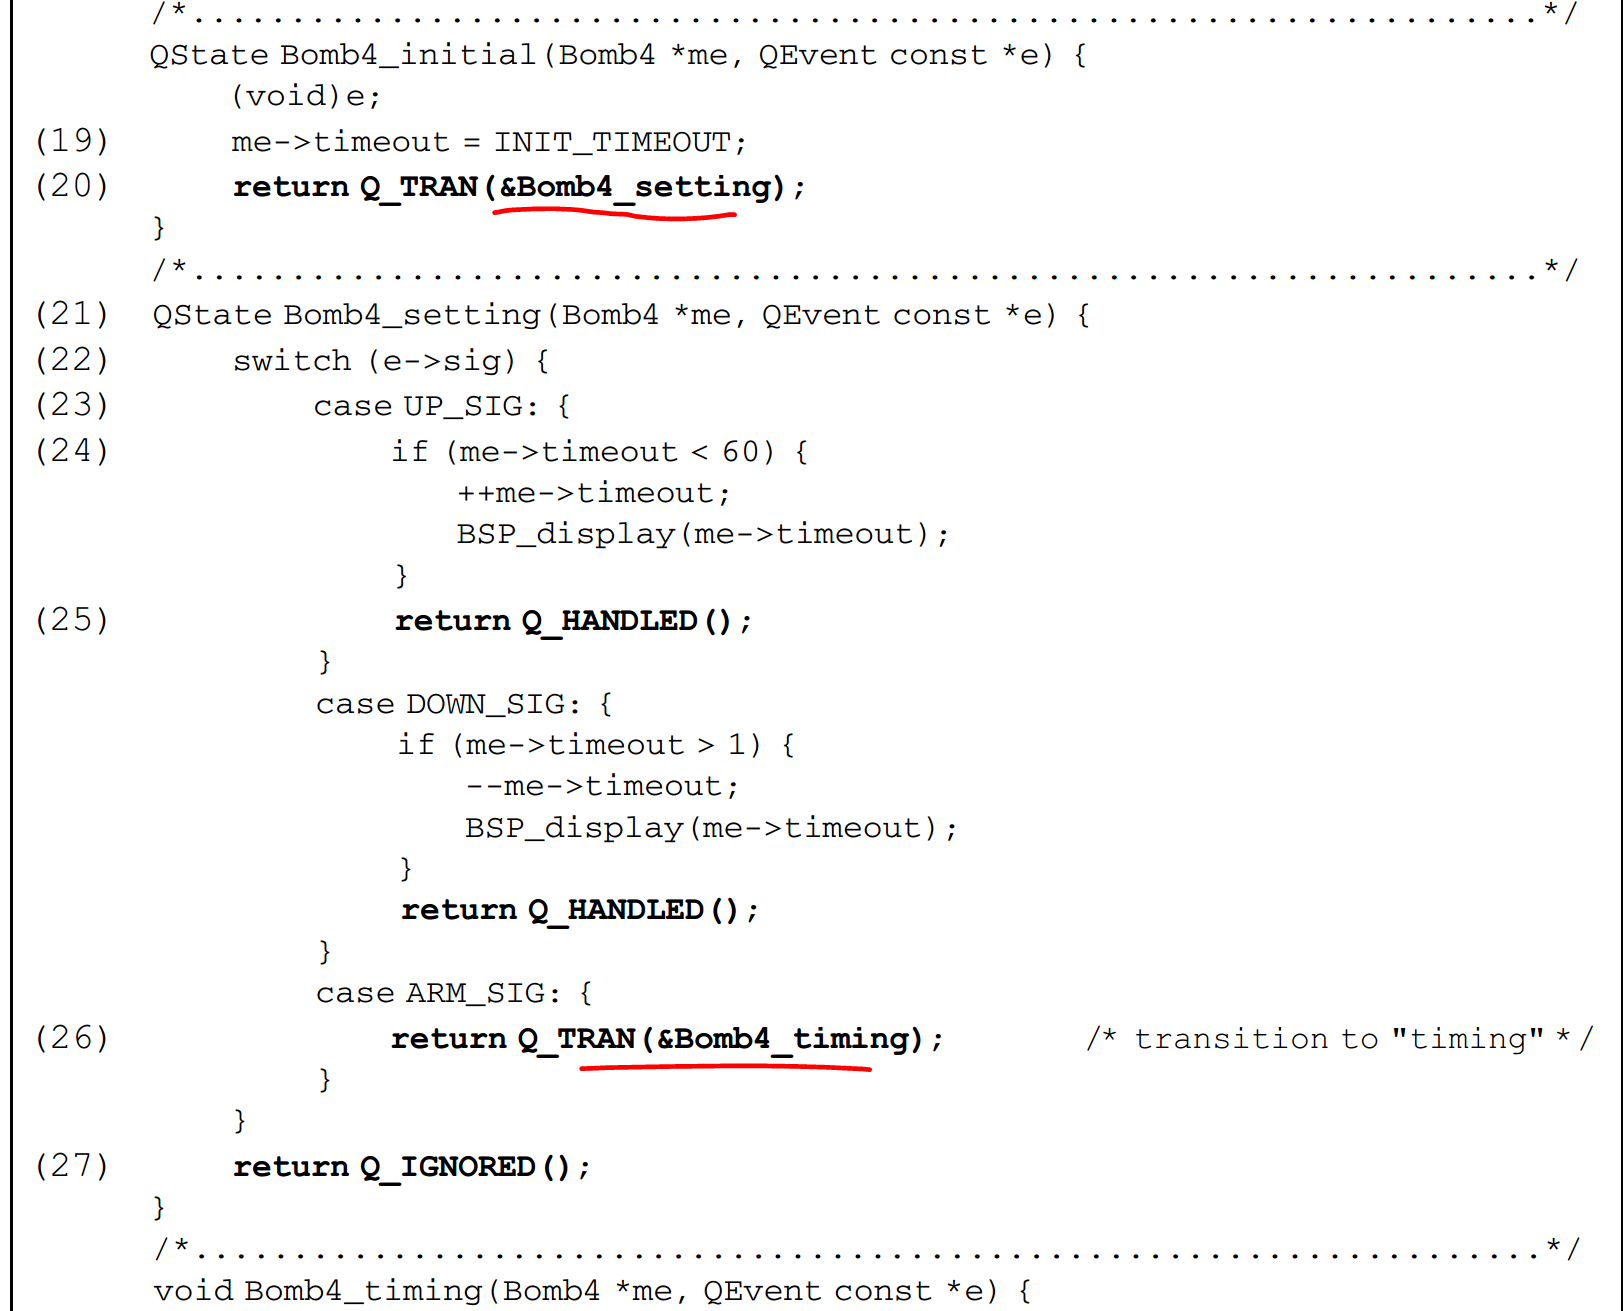 /*....................................................................*/
QState Bomb4_initial(Bomb4 *me, QEvent const *e) {
(void)e;
(19) me->timeout = INIT_TIMEOUT;
(20) return Q_TRAN(&Bomb4_setting);
}
/*....................................................................*/
(21) QState Bomb4_setting(Bomb4 *me, QEvent const *e) {
(22) switch (e->sig) {
(23) case UP_SIG: {
(24) if (me->timeout < 60) {
++me->timeout;
BSP_display(me->timeout);
}
(25) return Q_HANDLED();
}
case DOWN_SIG: {
if (me->timeout > 1) {
--me->timeout;
BSP_display(me->timeout);
}
return Q_HANDLED();
}
case ARM_SIG: {
(26) return Q_TRAN(&Bomb4_timing); /* transition to "timing" */
}
}
(27) return Q_IGNORED();
}
/*....................................................................*/
void Bomb4_timing(Bomb4 *me, QEvent const *e) {